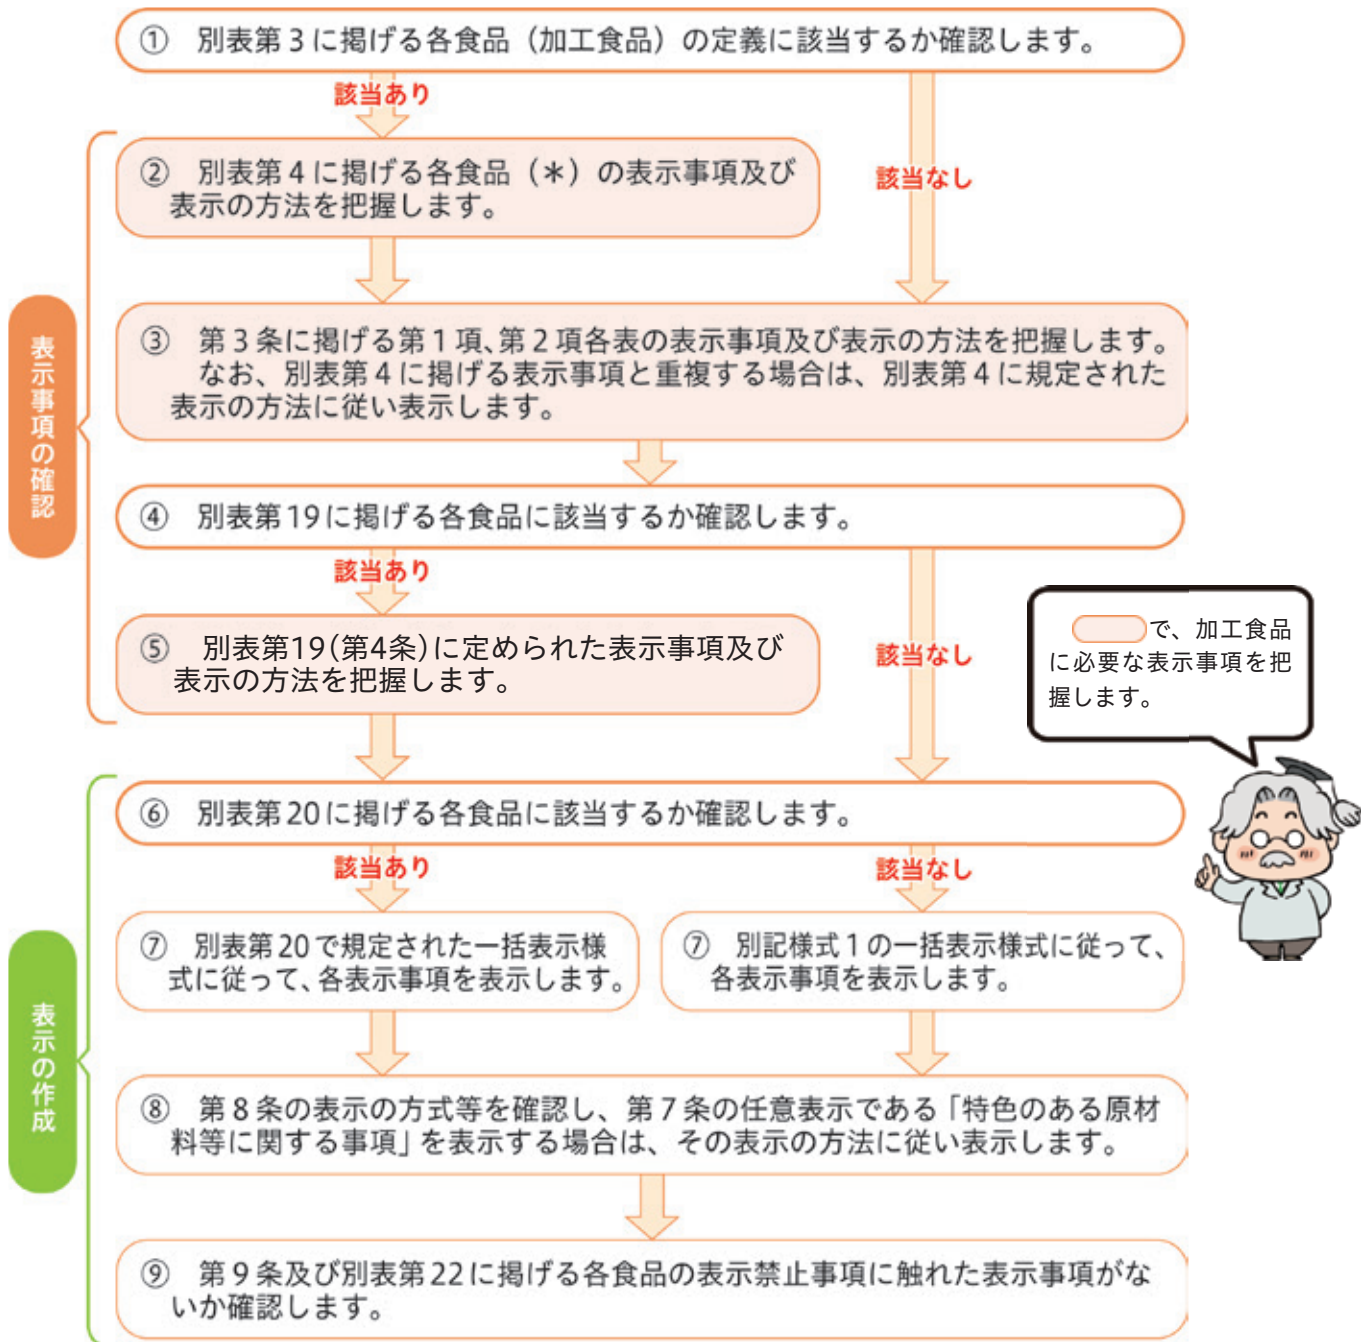 ① 別表第3に掲げる各食品（加工食品）の定義に該当するか確認します。
該当あり
該当なし
表示事項の確認
② 別表第4に掲げる各食品（＊）の表示事項及び
表示の方法を把握します。
③ 第3条に掲げる第1項、第2項各表の表示事項及び表示の方法を把握します。
なお、別表第4に掲げる表示事項と重複する場合は、別表第4に規定された
表示の方法に従い表示します。
④ 別表第19に掲げる各食品に該当するか確認します。
該当あり
該当なし
⑤ 別表第19(第4条)に定められた表示事項及び
表示の方法を把握します。
で、加工食品
に必要な表示事項を把
握します。
表示の作成
⑥ 別表第20に掲げる各食品に該当するか確認します。
該当あり
該当なし
⑦ 別表第20で規定された一括表示様
式に従って、各表示事項を表示します。
⑦ 別記様式1の一括表示様式に従って、
各表示事項を表示します。
⑧ 第8条の表示の方式等を確認し、第7条の任意表示である「特色のある原材
料等に関する事項」を表示する場合は、その表示の方法に従い表示します。
⑨ 第9条及び別表第22に掲げる各食品の表示禁止事項に触れた表示事項がな
いか確認します。